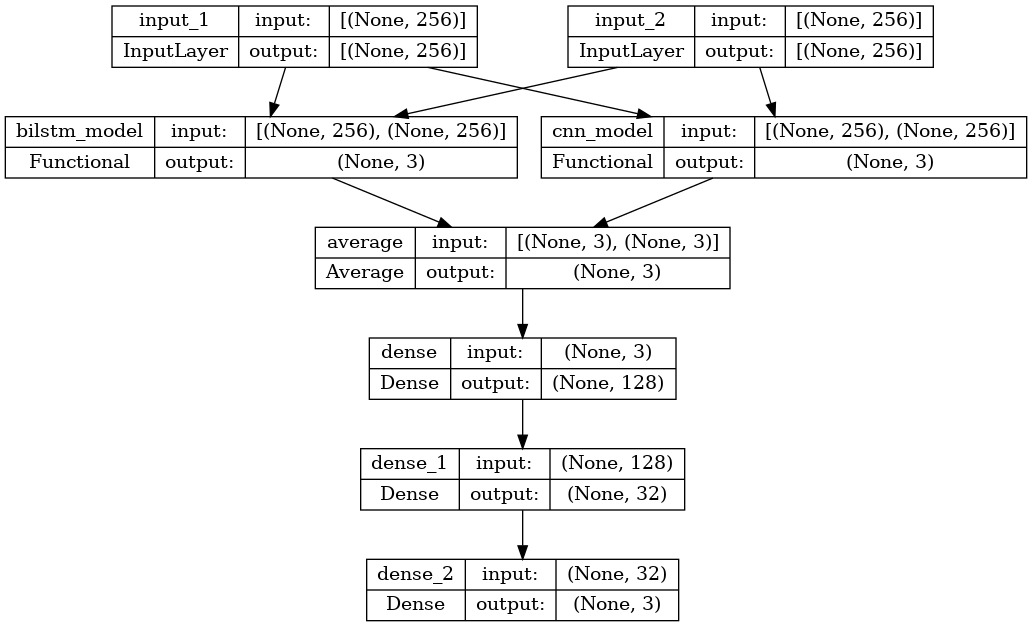 input_1 input: [(None, 256)]
InputLayer output: [(None, 256)]
input_2 input: [(None, 256)]
InputLayer output: [(None, 256)]
bilstm_model input: [(None, 256), (None, 256)]
Functional output: (None, 3)
cnn_model input: [(None, 256), (None, 256)]
Functional output: (None, 3)
average input: [(None, 3), (None, 3)]
Average output: (None, 3)
dense input: (None, 3)
Dense output: (None, 128)
dense_1 input: (None, 128)
Dense output: (None, 32)
dense_2 input: (None, 32)
Dense output: (None, 3)